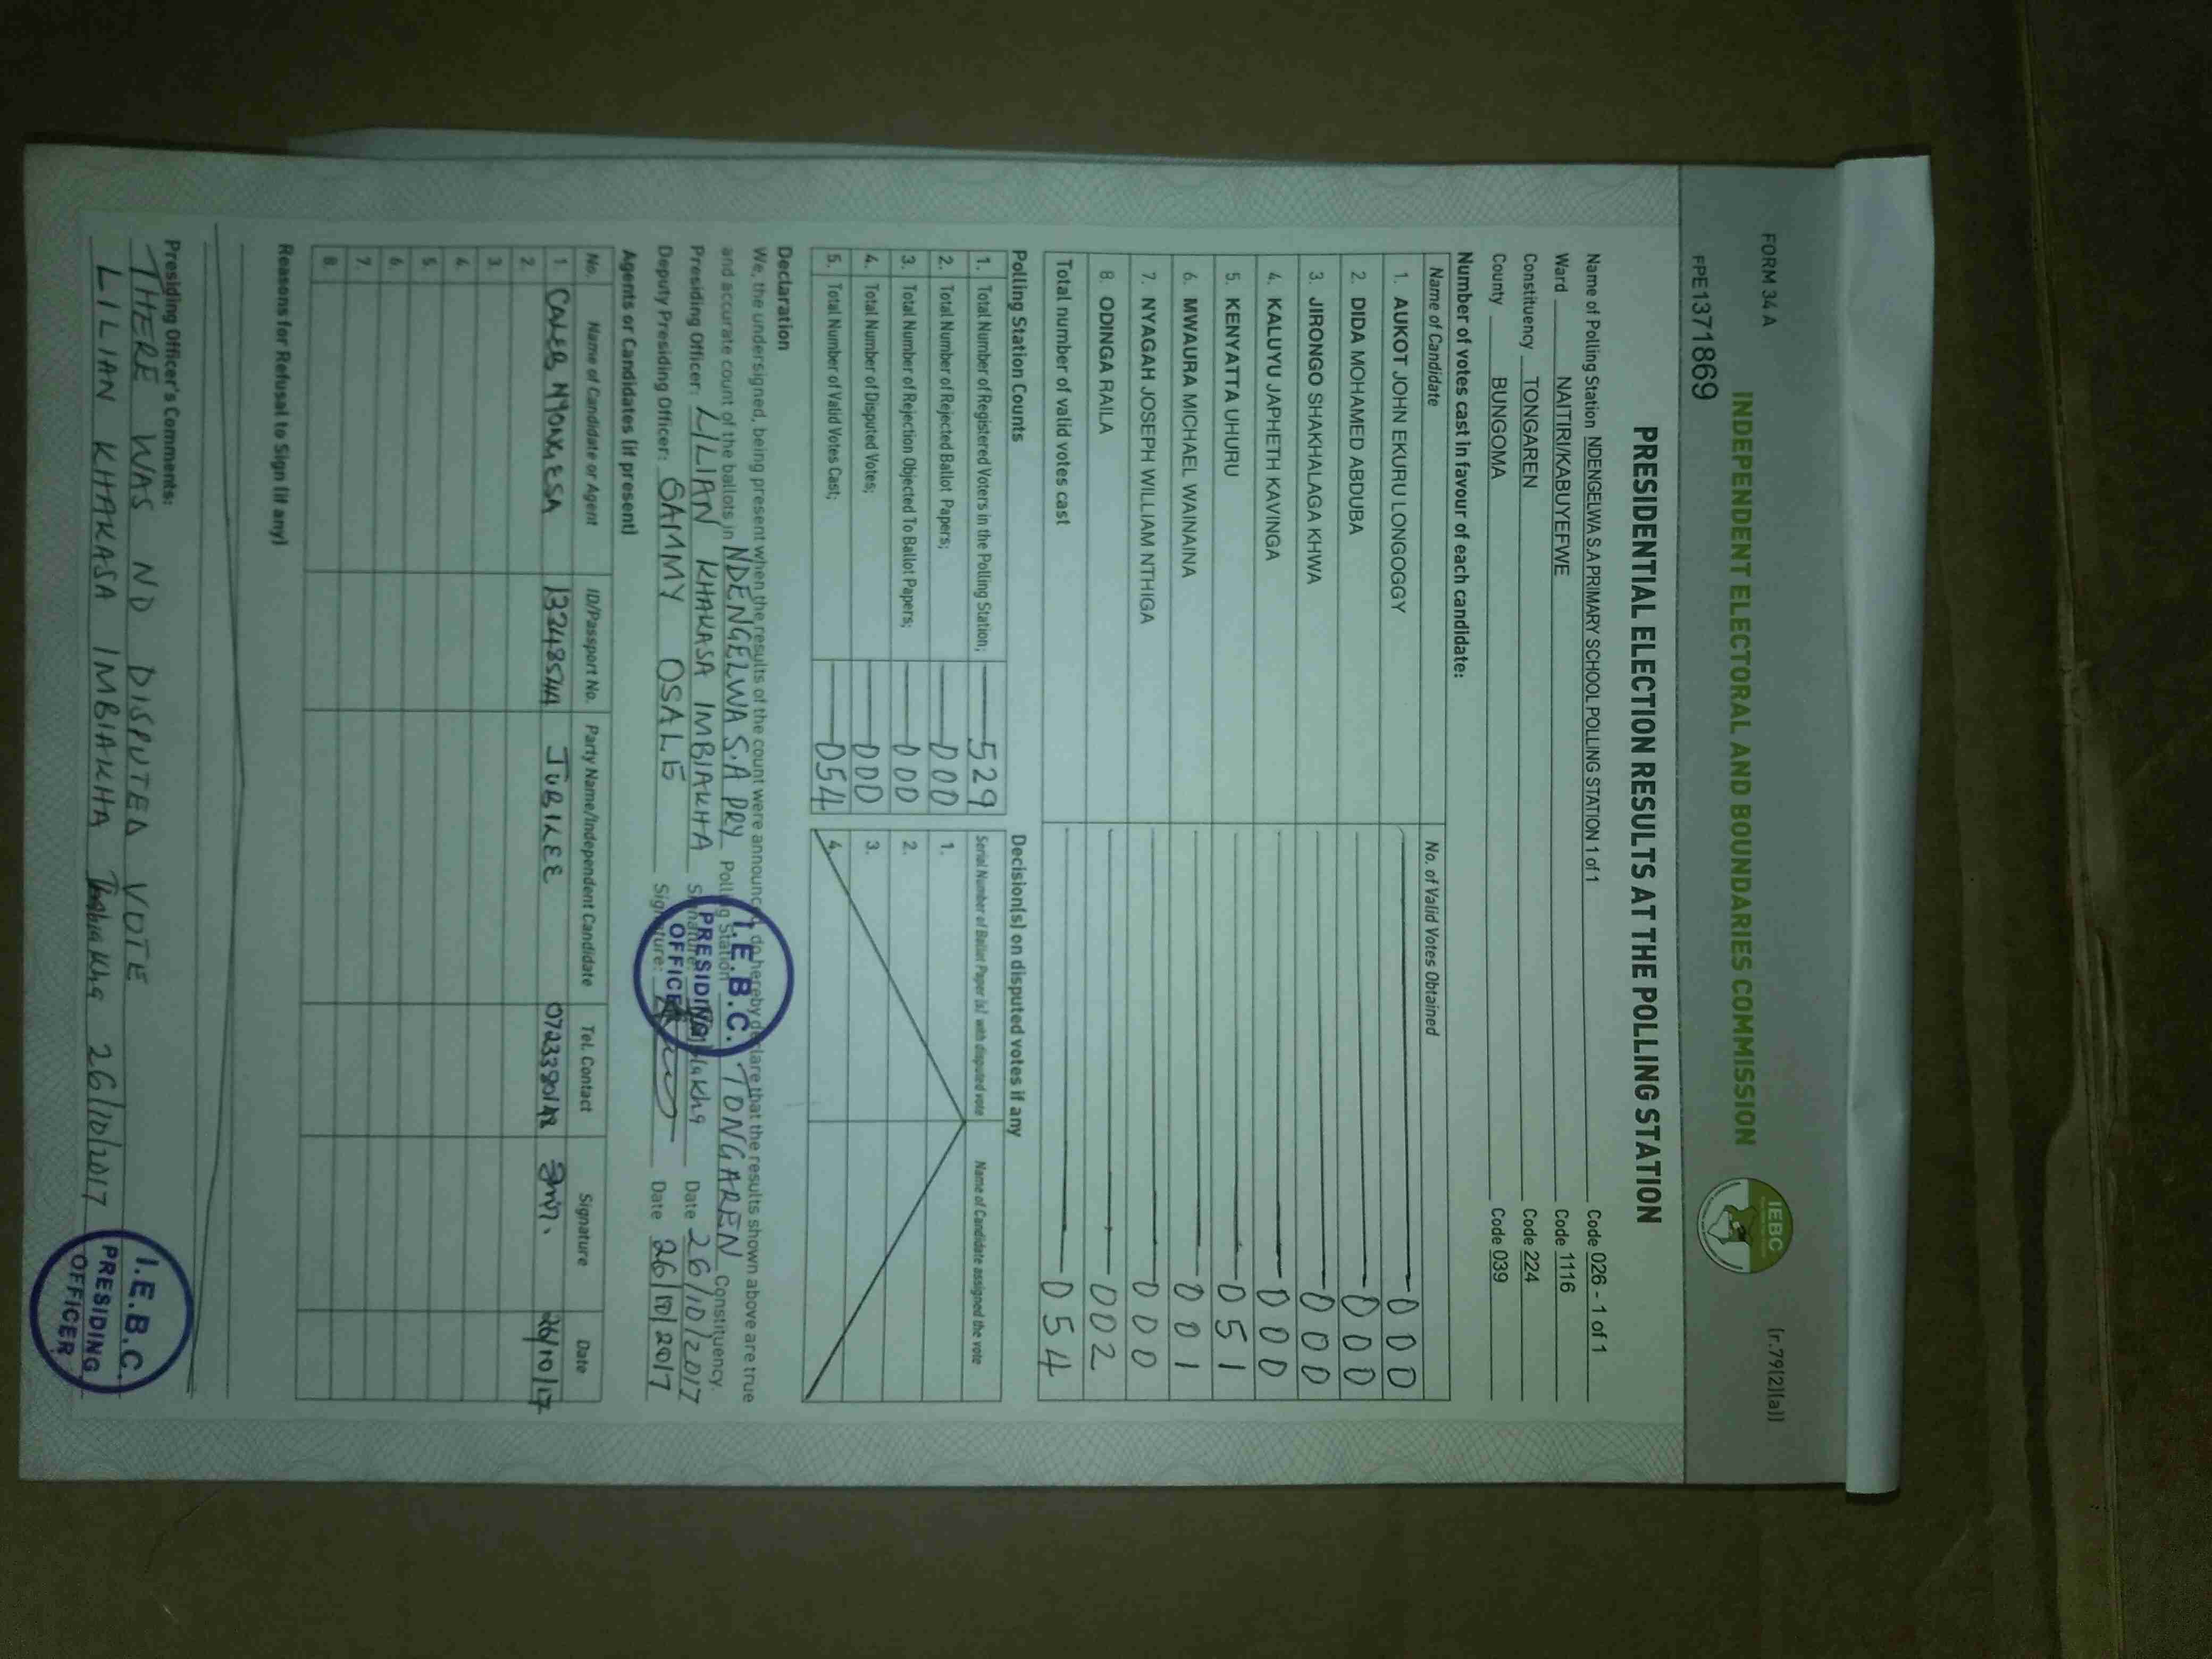 FORM 34 A
(r.79(2)(a))
INDEPENDENT ELECTORAL AND BOUNDARIES COMMISSION
IEBC
FPE1371869
PRESIDENTIAL ELECTION RESULTS AT THE POLLING STATION
Name of Polling Station NDENGELWA S.A PRIMARY SCHOOL POLLING STATION 1 of 1 Code 026 - 1 of 1
Ward NAITIRI/KABUYEFWE Code 1116
Constituency TONGAREN Code 224
County BUNGOMA Code 039
Number of votes cast in favour of each candidate:
Name of Candidate No. of Valid Votes Obtained
1. AUKOT JOHN EKURU LONGOGGY 000
2. DIDA MOHAMED ABDUBA 000
3. JIRONGO SHAKHALAGA KHWA 000
4. KALUYU JAPHETH KAVINGA 000
5. KENYATTA UHURU 051
6. MWAURA MICHAEL WAINAINA 001
7. NYAGAH JOSEPH WILLIAM NTHIGA 000
8. ODINGA RAILA 002
Total number of valid votes cast 054
Polling Station Counts Decision(s) on disputed votes if any
1. Total Number of Registered Voters in the Polling Station; 529 Serial Number of Ballot Paper (s) with disputed vote Name of Candidate assigned the vote
2. Total Number of Rejected Ballot Papers; 000 1.
3. Total Number of Rejection Objected To Ballot Papers; 000 2.
4. Total Number of Disputed Votes; 000 3.
5. Total Number of Valid Votes Cast; 054 4.
Declaration
We, the undersigned, being present when the results of the count were announced, do hereby declare that the results shown above are true
and accurate count of the ballots in NDENGELWA S.A PRY Polling Station TONGAREN Constituency.
Presiding Officer: LILIAN KHAKASA IMBIAKHA Signature: Date 26/10/2017
Deputy Presiding Officer: SAMMY OSALE Signature: Date 26/10/2017
I.E.B.C.
PRESIDING
OFFICER
Agents or Candidates (if present)
No. Name of Candidate or Agent ID/Passport No. Party Name/Independent Candidate Tel. Contact Signature Date
1. CALEB JUBILEE 26/10/17
2.
3.
4.
5.
6.
7.
8.
Reasons for Refusal to Sign (if any)
Presiding Officer's Comments:
THERE WAS NO DISPUTED VOTE
LILIAN KHAKASA IMBIAKHA 26/10/2017
I.E.B.C.
PRESIDING
OFFICER